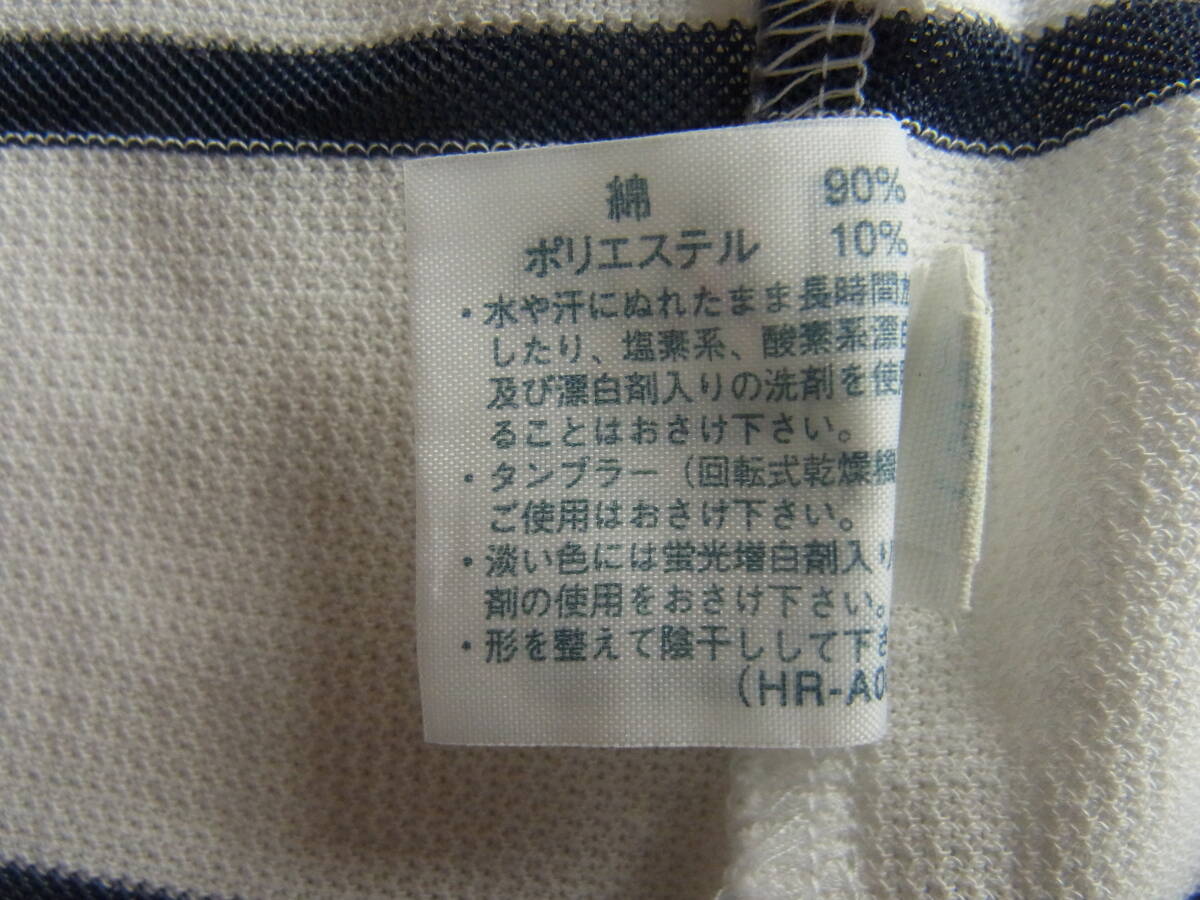 綿 90%
ポリエステル 10%
・水や汗にぬれたまま長時間
したり、塩素系、酸素系漂
及び漂白剤入りの洗剤を使
ることはおさけ下さい。
・タンブラー（回転式乾燥機
ご使用はおさけ下さい。
・淡い色には蛍光増白剤入り
剤の使用をおさけ下さい。
・形を整えて陰干しして下さ
（HR-A0